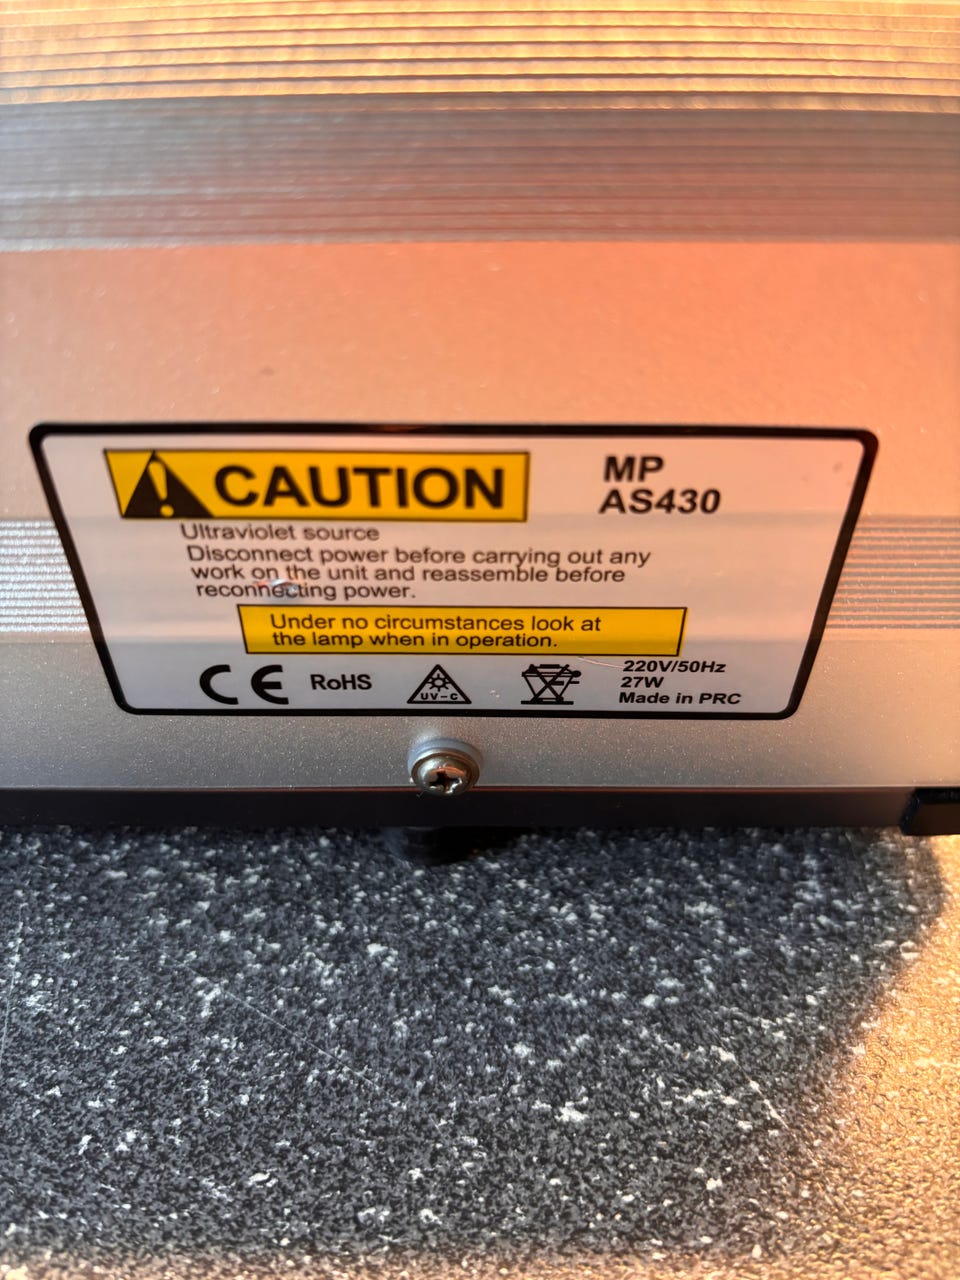 CAUTION
MP
AS430
Ultraviolet source
Disconnect power before carrying out any
work on the unit and reassemble before
reconnecting power.
Under no circumstances look at
the lamp when in operation.
CE
RoHS
UV-C
220V/50Hz
27W
Made in PRC